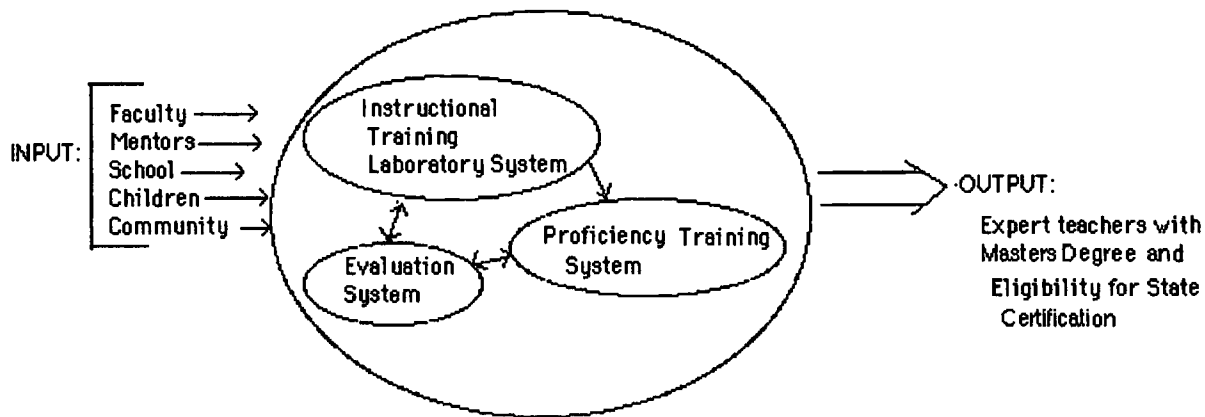 INPUT:
Faculty
Mentors
School
Children
Community
Instructional
Training
Laboratory System
Evaluation
System
Proficiency Training
System
OUTPUT:
Expert teachers with
Masters Degree and
Eligibility for State
Certification